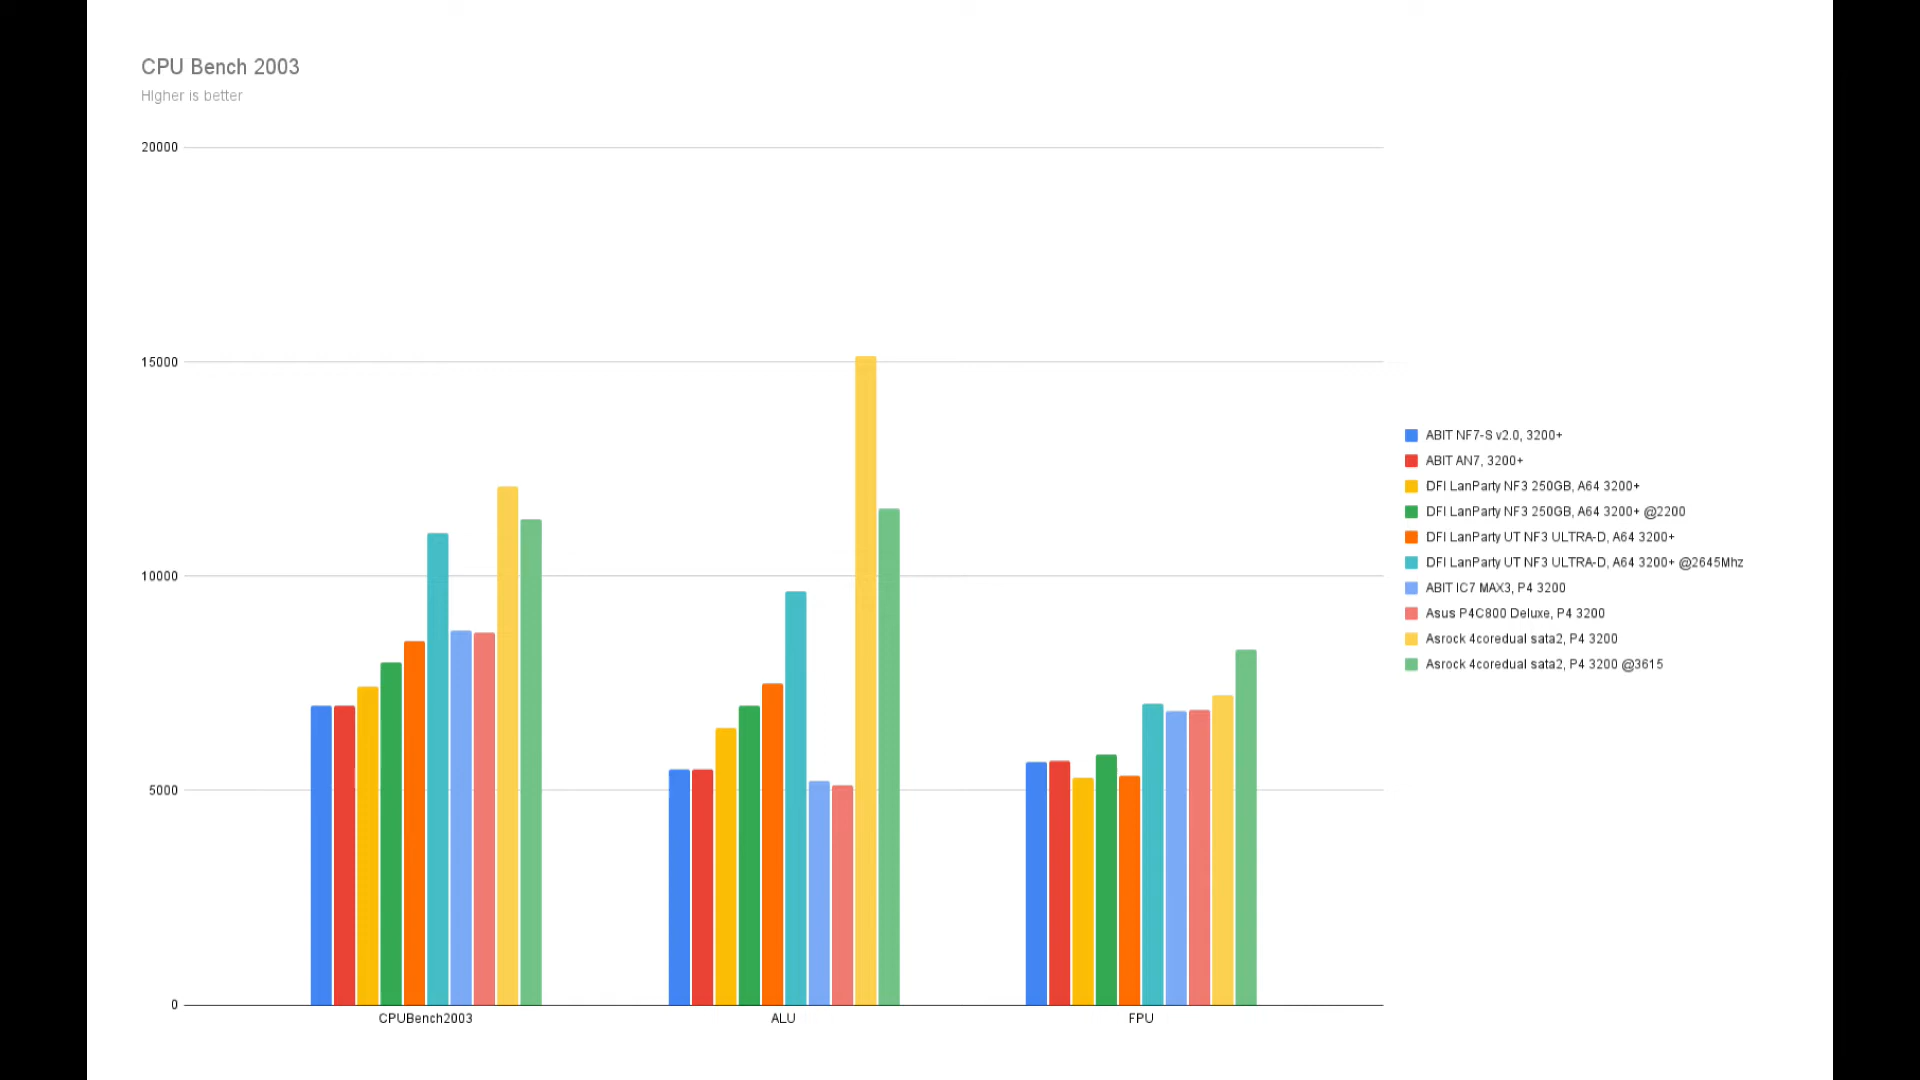 CPU Bench 2003
HIgher is better
20000
15000
10000
5000
0
CPUBench2003
ALU
FPU
ABIT NF7-S v2.0, 3200+
ABIT AN7, 3200+
DFI LanParty NF3 250GB, A64 3200+
DFI LanParty NF3 250GB, A64 3200+ @2200
DFI LanParty UT NF3 ULTRA-D, A64 3200+
DFI LanParty UT NF3 ULTRA-D, A64 3200+ @2645Mhz
ABIT IC7 MAX3, P4 3200
Asus P4C800 Deluxe, P4 3200
Asrock 4coredual sata2, P4 3200
Asrock 4coredual sata2, P4 3200 @3615